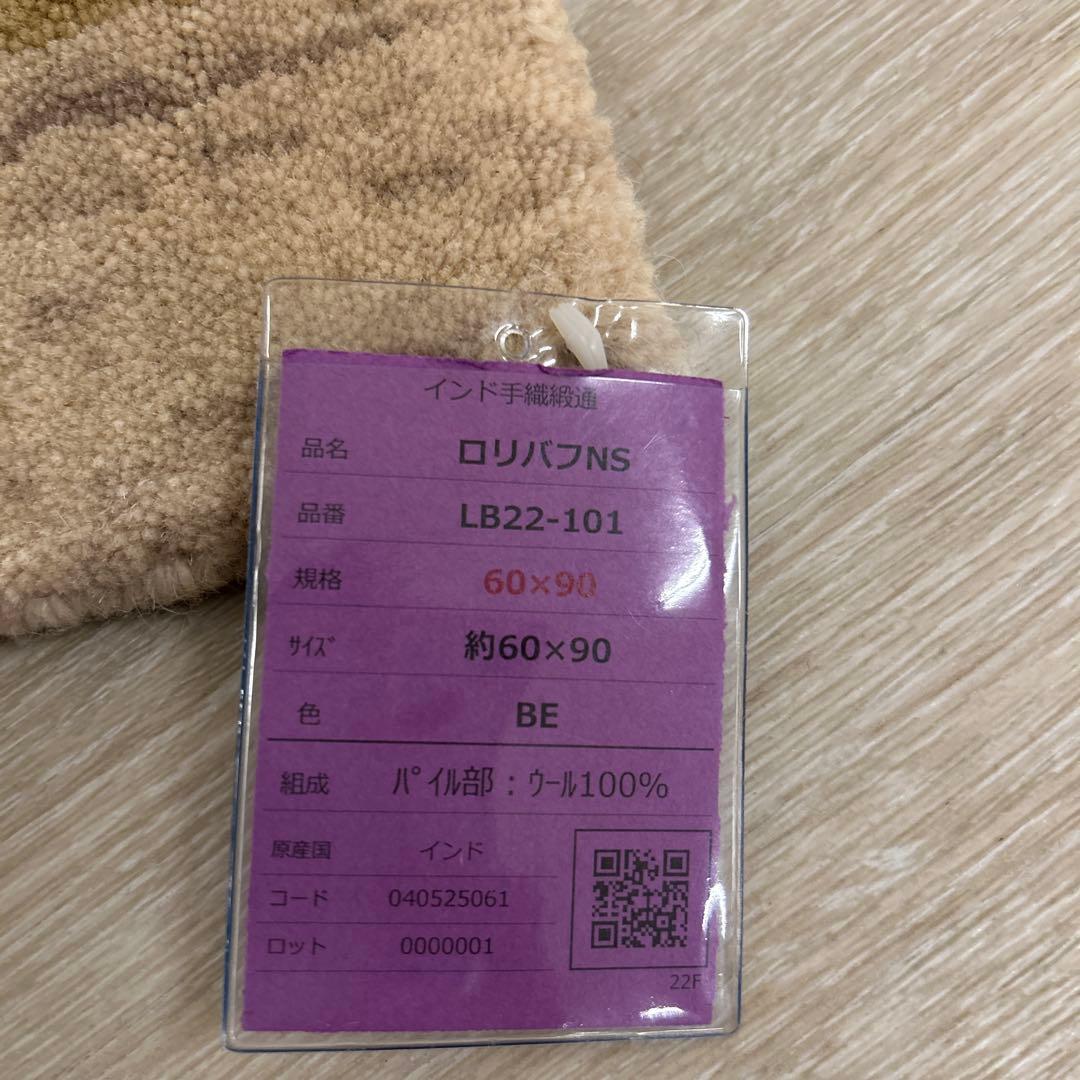 インド手織緞通
品名 ロリバフNS
品番 LB22-101
規格 60×90
ｻｲｽﾞ 約60×90
色 BE
組成 ﾊﾟｲﾙ部：ｳｰﾙ100%
原産国 インド
コード 040525061
ロット 0000001
22F